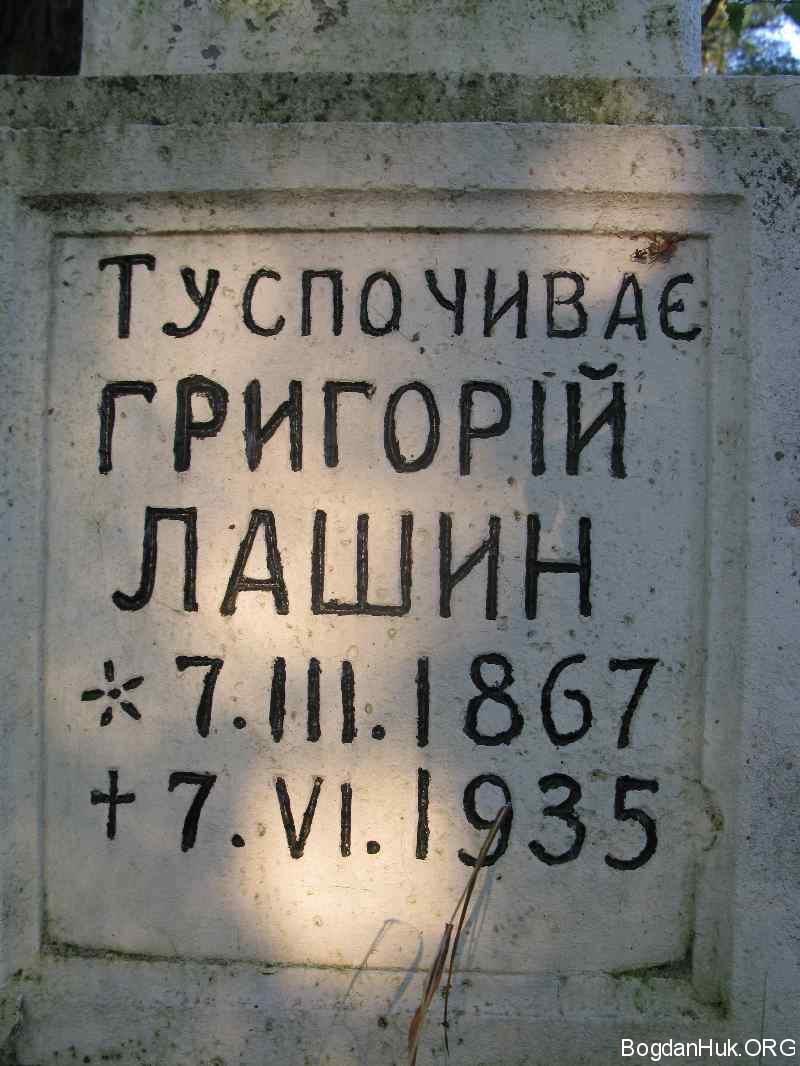 ТУСПОЧИВАЄ
ГРИГОРІЙ
ЛАШИН
* 7.III.1867
† 7.VI.1935
BogdanHuk.ORG